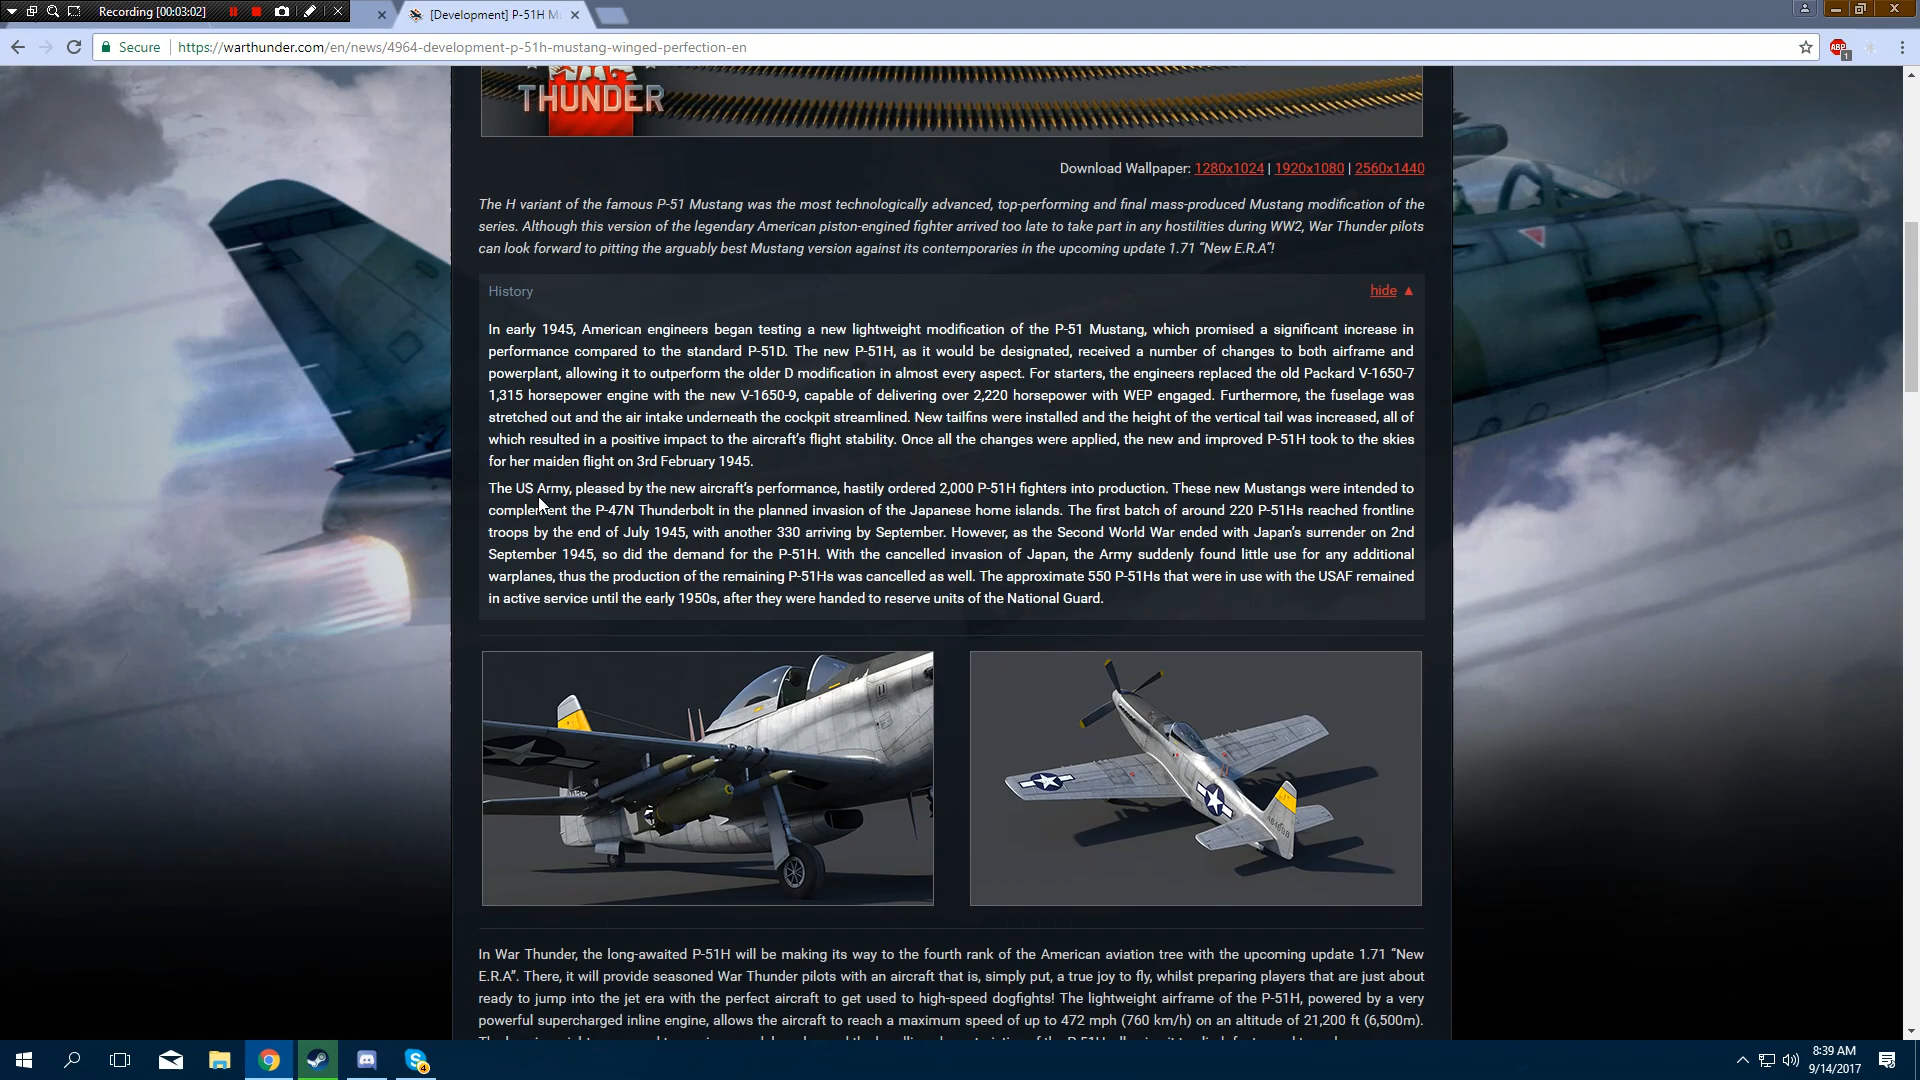 Recording [00:03:02]
[Development] P-51H M
Secure
https://warthunder.com/en/news/4964-development-p-51h-mustang-winged-perfection-en
ABP
1
THUNDER
Download Wallpaper: 1280x1024 | 1920x1080 | 2560x1440
The H variant of the famous P-51 Mustang was the most technologically advanced, top-performing and final mass-produced Mustang modification of the
series. Although this version of the legendary American piston-engined fighter arrived too late to take part in any hostilities during WW2, War Thunder pilots
can look forward to pitting the arguably best Mustang version against its contemporaries in the upcoming update 1.71 “New E.R.A”!
History
hide ▲
In early 1945, American engineers began testing a new lightweight modification of the P-51 Mustang, which promised a significant increase in
performance compared to the standard P-51D. The new P-51H, as it would be designated, received a number of changes to both airframe and
powerplant, allowing it to outperform the older D modification in almost every aspect. For starters, the engineers replaced the old Packard V-1650-7
1,315 horsepower engine with the new V-1650-9, capable of delivering over 2,220 horsepower with WEP engaged. Furthermore, the fuselage was
stretched out and the air intake underneath the cockpit streamlined. New tailfins were installed and the height of the vertical tail was increased, all of
which resulted in a positive impact to the aircraft’s flight stability. Once all the changes were applied, the new and improved P-51H took to the skies
for her maiden flight on 3rd February 1945.
The US Army, pleased by the new aircraft’s performance, hastily ordered 2,000 P-51H fighters into production. These new Mustangs were intended to
complement the P-47N Thunderbolt in the planned invasion of the Japanese home islands. The first batch of around 220 P-51Hs reached frontline
troops by the end of July 1945, with another 330 arriving by September. However, as the Second World War ended with Japan’s surrender on 2nd
September 1945, so did the demand for the P-51H. With the cancelled invasion of Japan, the Army suddenly found little use for any additional
warplanes, thus the production of the remaining P-51Hs was cancelled as well. The approximate 550 P-51Hs that were in use with the USAF remained
in active service until the early 1950s, after they were handed to reserve units of the National Guard.
In War Thunder, the long-awaited P-51H will be making its way to the fourth rank of the American aviation tree with the upcoming update 1.71 “New
E.R.A”. There, it will provide seasoned War Thunder pilots with an aircraft that is, simply put, a true joy to fly, whilst preparing players that are just about
ready to jump into the jet era with the perfect aircraft to get used to high-speed dogfights! The lightweight airframe of the P-51H, powered by a very
powerful supercharged inline engine, allows the aircraft to reach a maximum speed of up to 472 mph (760 km/h) on an altitude of 21,200 ft (6,500m).
4
8:39 AM
9/14/2017